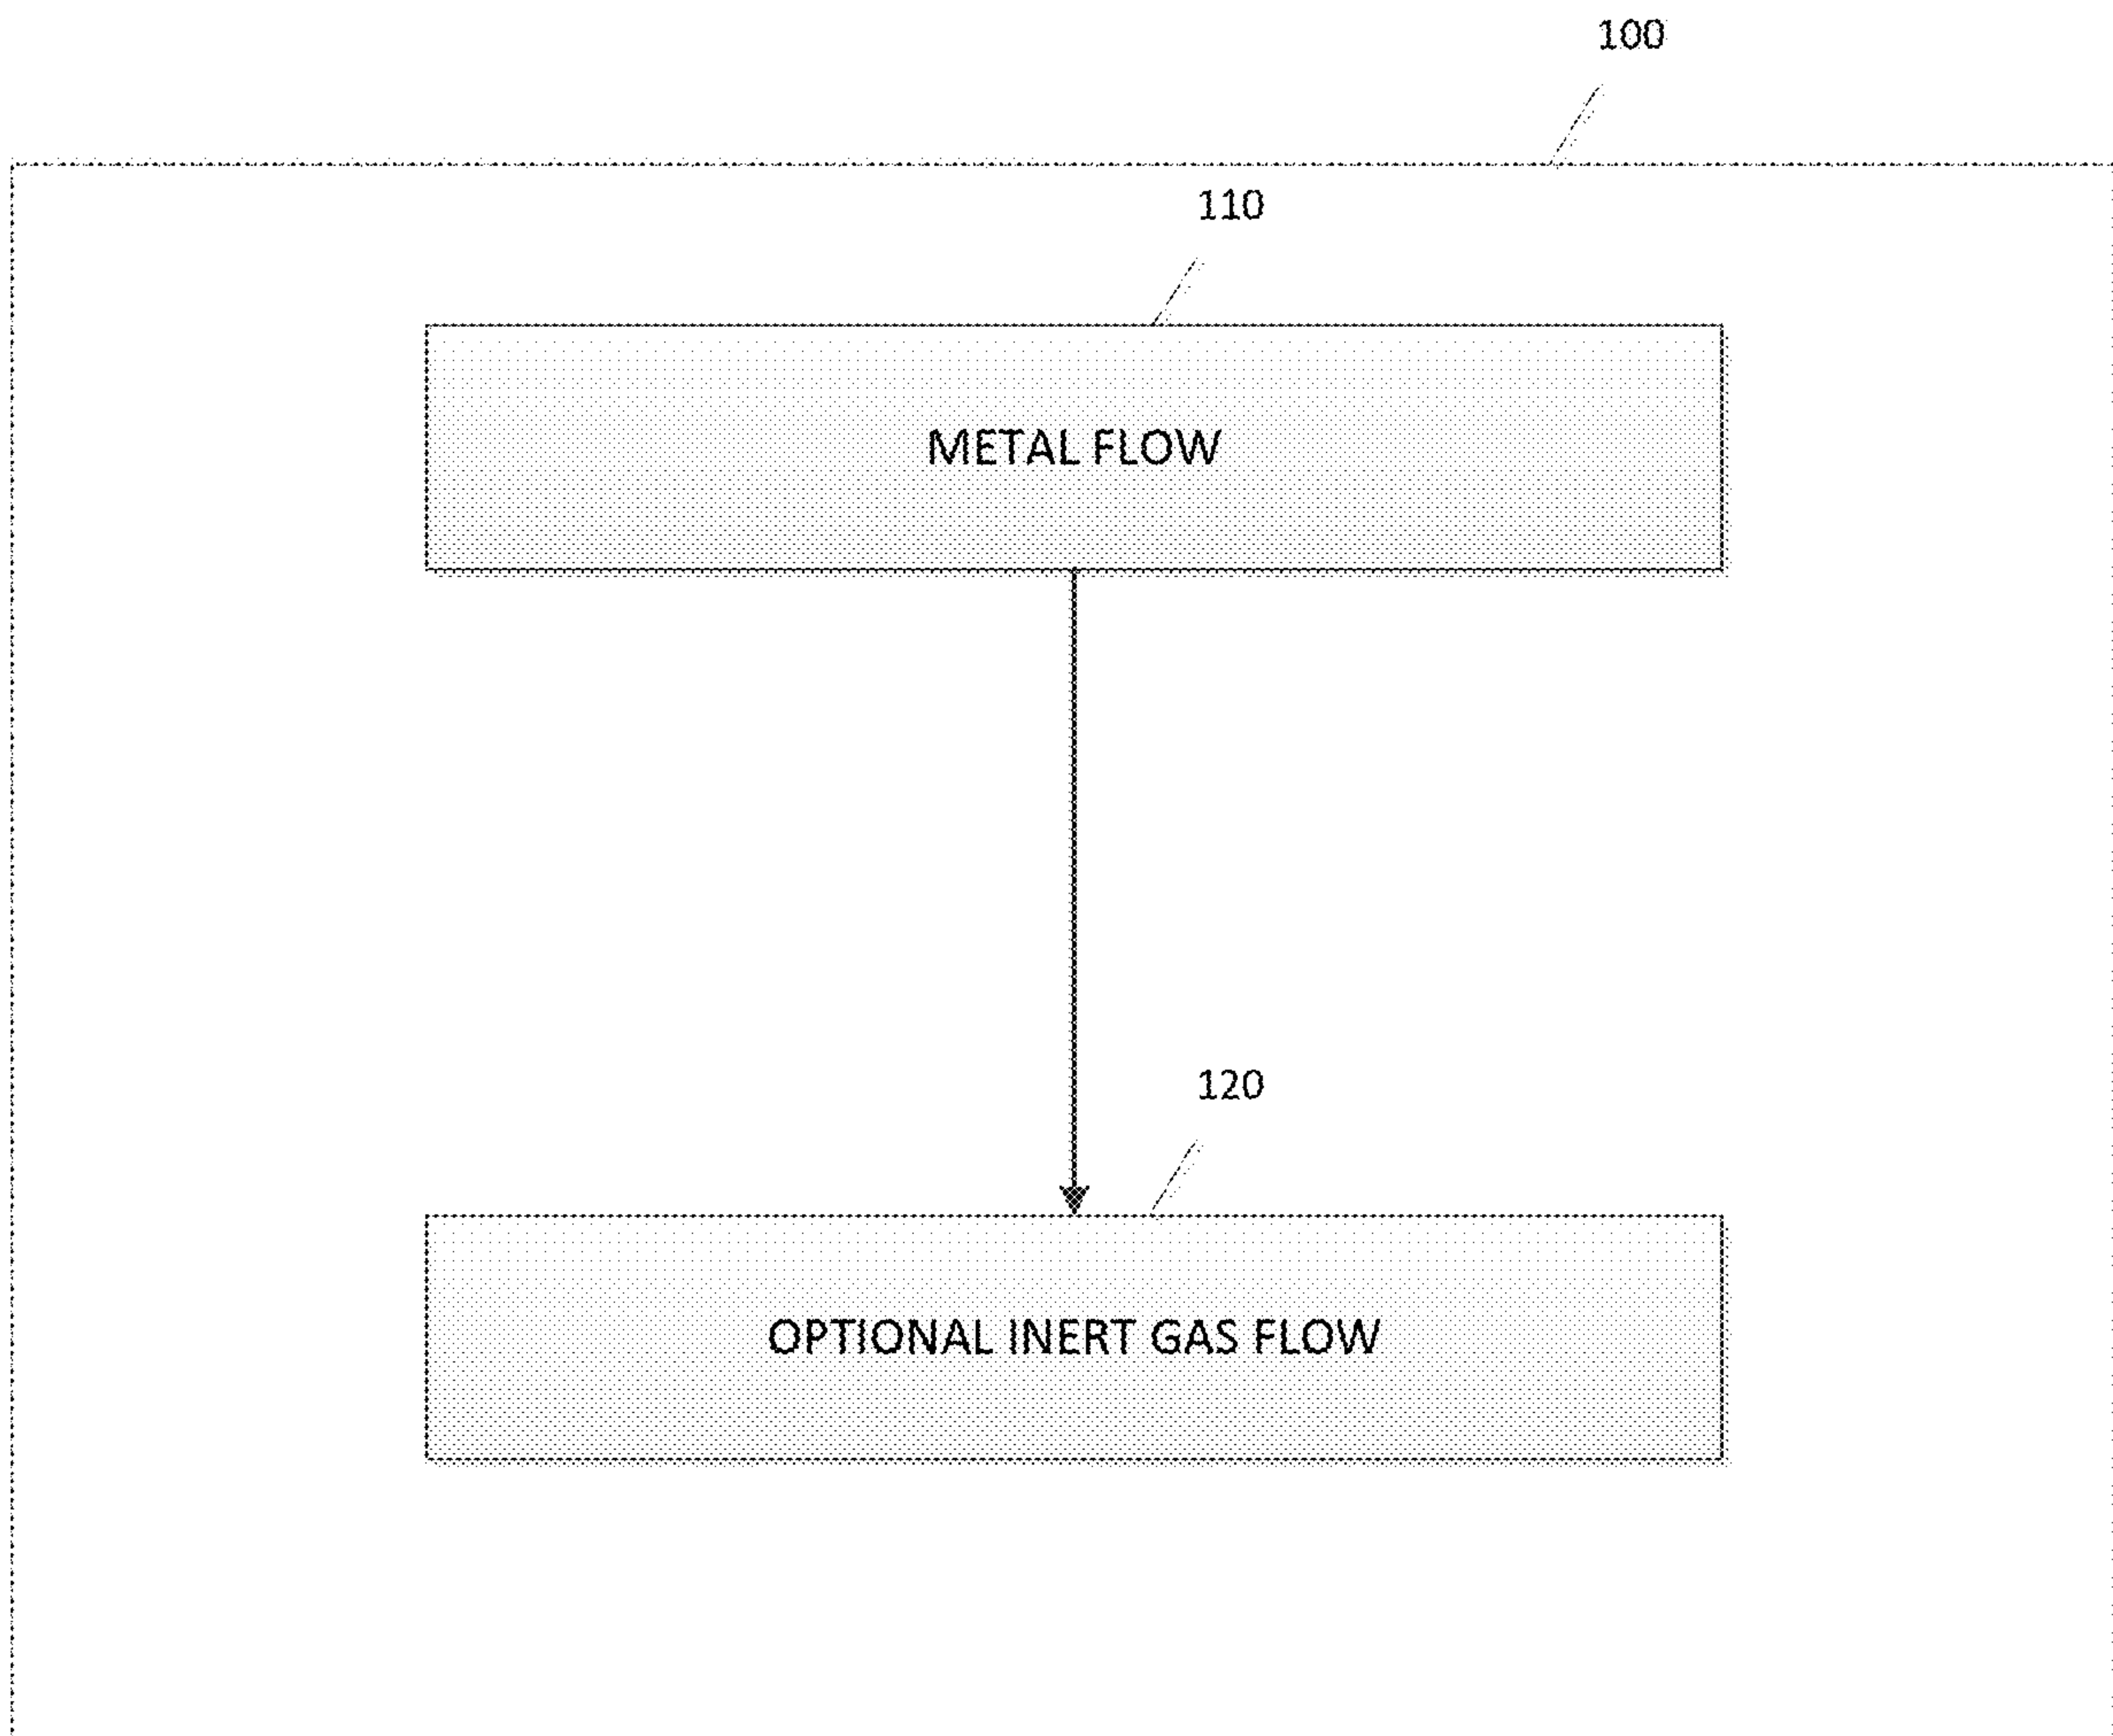 100
110
METAL FLOW
120
OPTIONAL INERT GAS FLOW